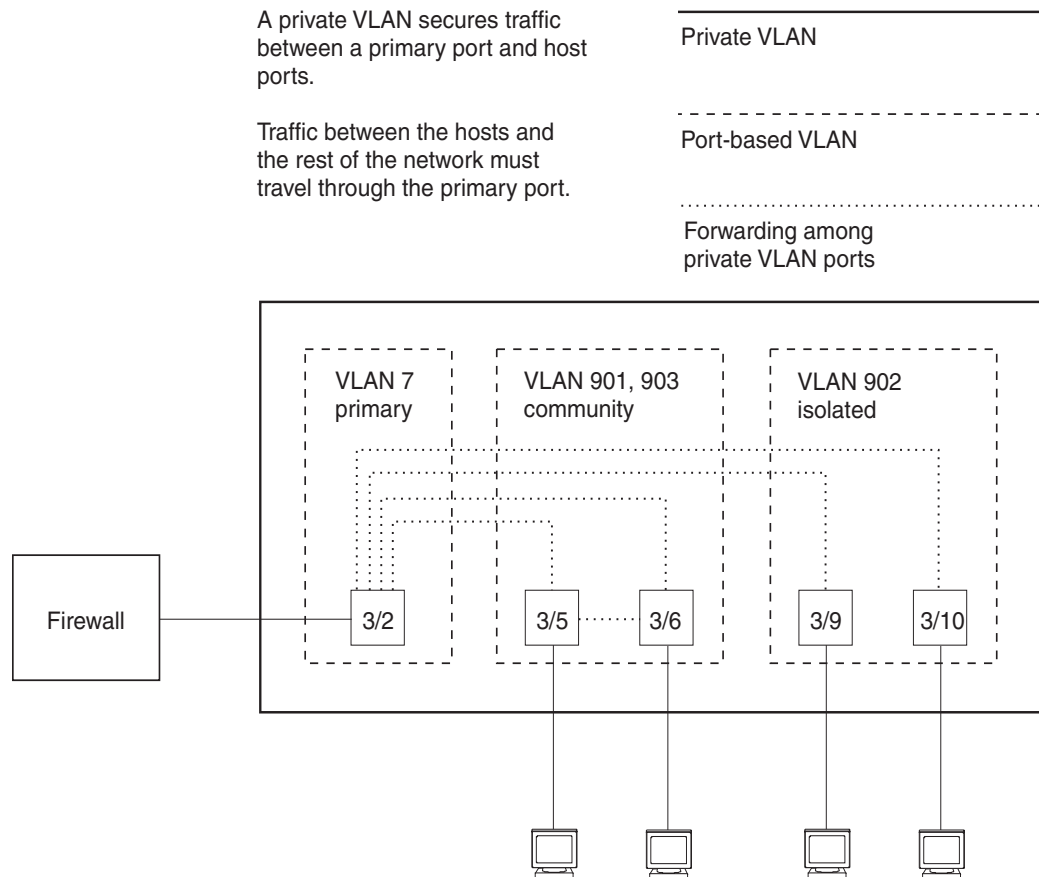 A private VLAN secures traffic
between a primary port and host
ports.
Traffic between the hosts and
the rest of the network must
travel through the primary port.
Private VLAN
Port-based VLAN
Forwarding among
private VLAN ports
VLAN 7
primary
VLAN 901, 903
community
VLAN 902
isolated
Firewall
3/2
3/5
3/6
3/9
3/10